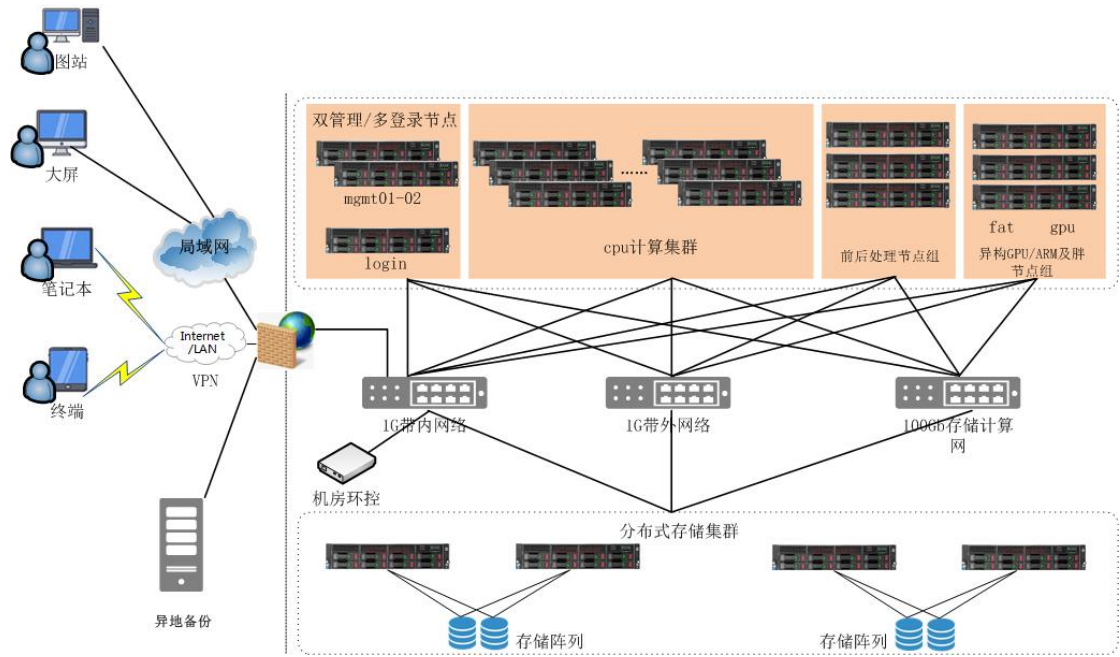 图站
大屏
笔记本
终端
局域网
Internet
/LAN
VPN
异地备份
双管理/多登录节点
mgmt01-02
login
......
cpu计算集群
前后处理节点组
fat gpu
异构GPU/ARM及胖
节点组
1G带内网络
1G带外网络
100Gb存储计算
网
机房环控
分布式存储集群
存储阵列
存储阵列